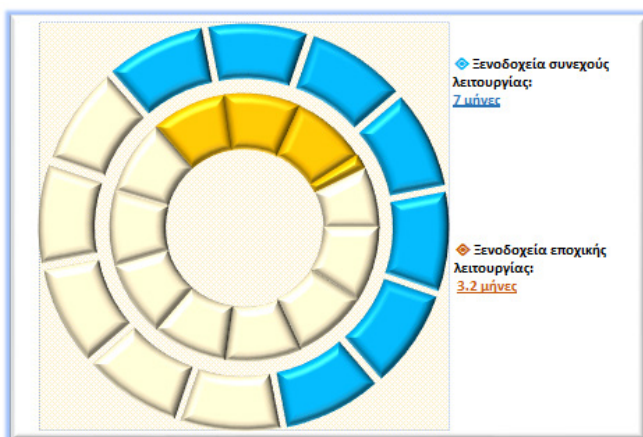 Ξενοδοχεία συνεχούς
λειτουργίας:
7 μήνες
Ξενοδοχεία εποχικής
λειτουργίας:
3.2 μήνες